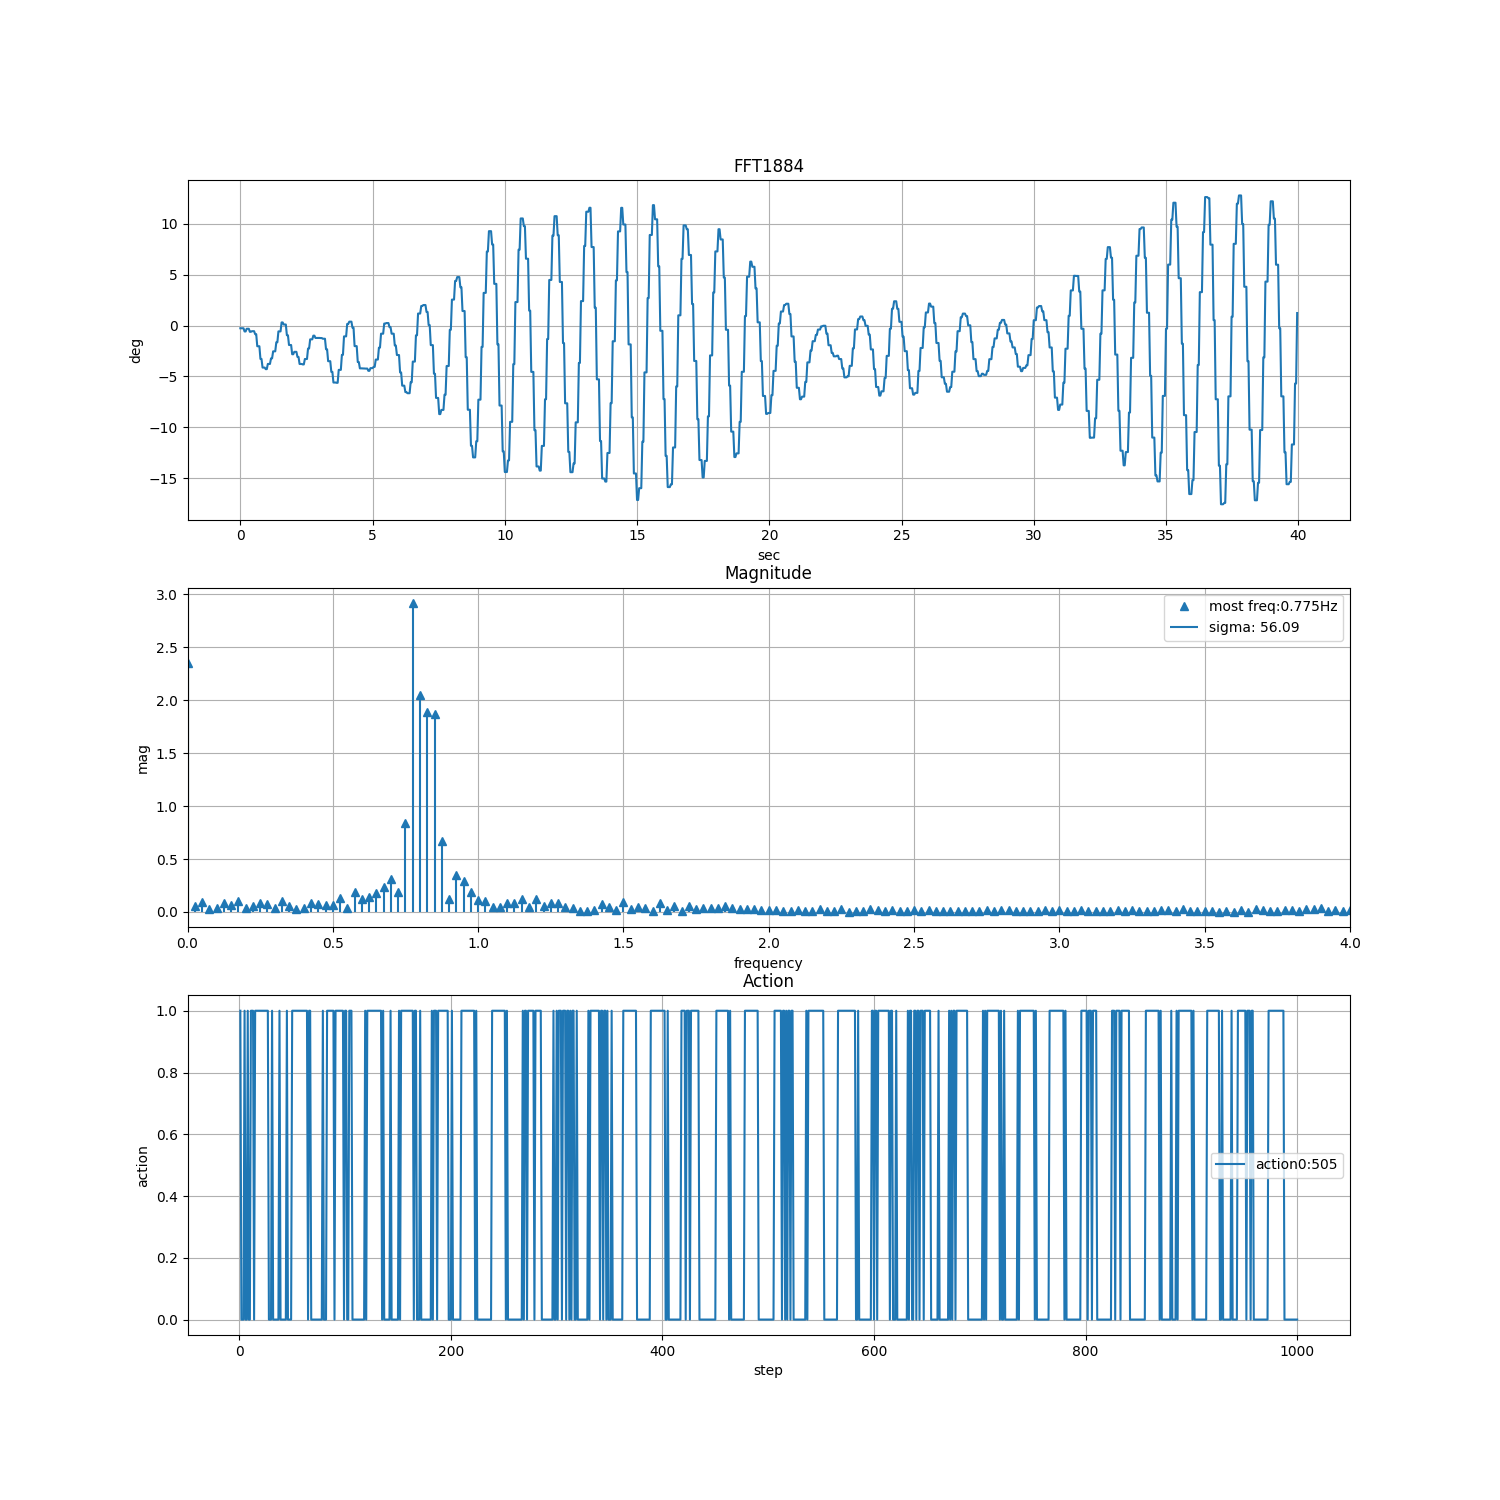 FFT1884
10
5
0
−5
−10
−15
deg
0 5 10 15 20 25 30 35 40
sec
Magnitude
3.0
2.5
2.0
1.5
1.0
0.5
0.0
mag
most freq:0.775Hz
sigma: 56.09
0.0 0.5 1.0 1.5 2.0 2.5 3.0 3.5 4.0
frequency
Action
1.0
0.8
0.6
0.4
0.2
0.0
action
action0:505
0 200 400 600 800 1000
step